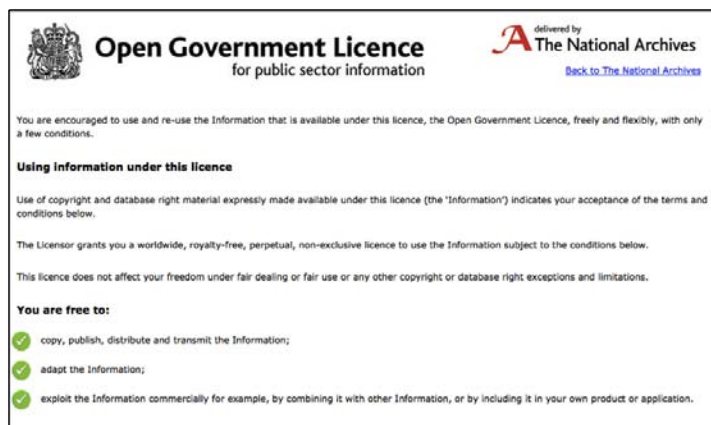 Open Government Licence
for public sector information
delivered by
The National Archives
Back to The National Archives
You are encouraged to use and re-use the Information that is available under this licence, the Open Government Licence, freely and flexibly, with only
a few conditions.
Using information under this licence
Use of copyright and database right material expressly made available under this licence (the 'Information') indicates your acceptance of the terms and
conditions below.
The Licensor grants you a worldwide, royalty-free, perpetual, non-exclusive licence to use the Information subject to the conditions below.
This licence does not affect your freedom under fair dealing or fair use or any other copyright or database right exceptions and limitations.
You are free to:
copy, publish, distribute and transmit the Information;
adapt the Information;
exploit the Information commercially for example, by combining it with other Information, or by including it in your own product or application.